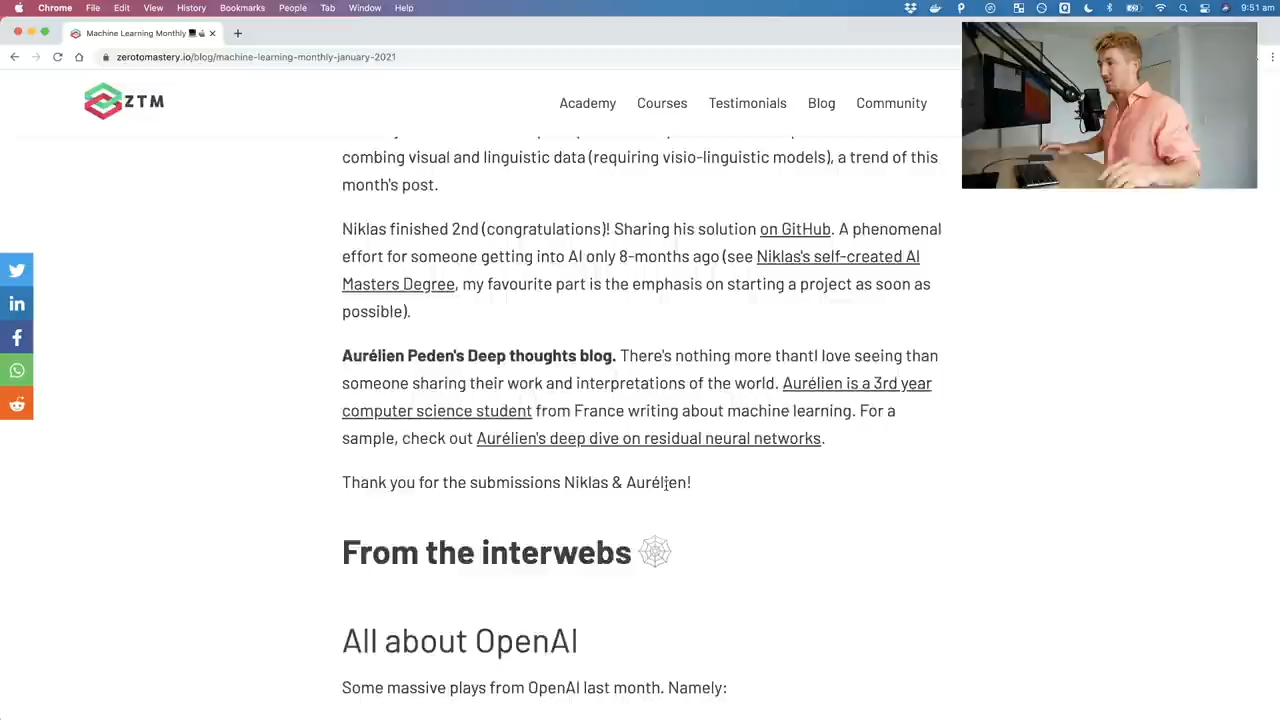 Chrome File Edit View History Bookmarks People Tab Window Help 9:51 am
Machine Learning Monthly
zerotomastery.io/blog/machine-learning-monthly-january-2021
ZTM Academy Courses Testimonials Blog Community
combing visual and linguistic data (requiring visio-linguistic models), a trend of this
month's post.
Niklas finished 2nd (congratulations)! Sharing his solution on GitHub. A phenomenal
effort for someone getting into AI only 8-months ago (see Niklas's self-created AI
Masters Degree, my favourite part is the emphasis on starting a project as soon as
possible).
Aurélien Peden's Deep thoughts blog. There's nothing more thantI love seeing than
someone sharing their work and interpretations of the world. Aurélien is a 3rd year
computer science student from France writing about machine learning. For a
sample, check out Aurélien's deep dive on residual neural networks.
Thank you for the submissions Niklas & Aurélien!
From the interwebs
All about OpenAI
Some massive plays from OpenAI last month. Namely: